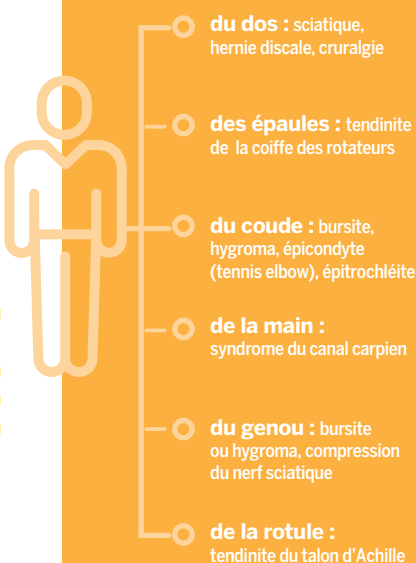 du dos : sciatique,
hernie discale, cruralgie
des épaules : tendinite
de la coiffe des rotateurs
du coude : bursite,
hygroma, épicondyte
(tennis elbow), épitrochléite
de la main :
syndrome du canal carpien
du genou : bursite
ou hygroma, compression
du nerf sciatique
de la rotule :
tendinite du talon d'Achille